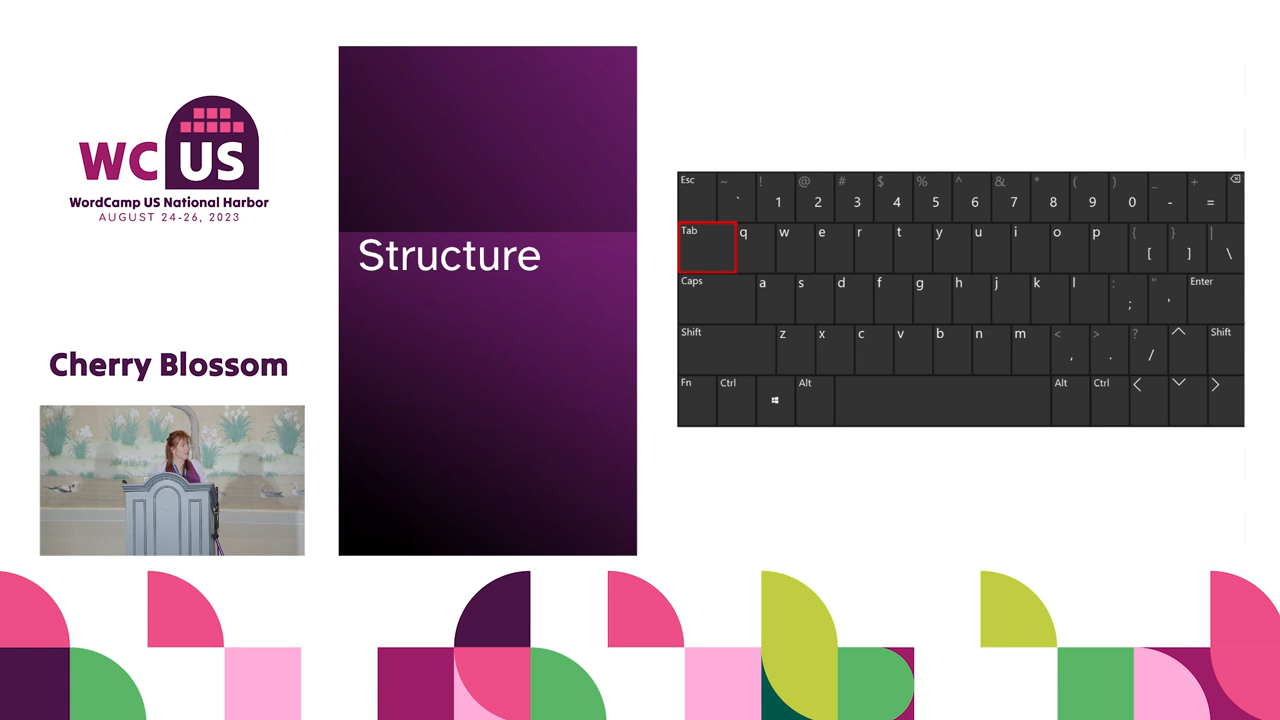 WC US
WordCamp US National Harbor
AUGUST 24-26, 2023
Cherry Blossom
Structure
Esc ~ ` ! 1 @ 2 # 3 $ 4 % 5 ^ 6 & 7 * 8 ( 9 ) 0 _ - + =
Tab q w e r t y u i o p { [ } ] | \
Caps a s d f g h j k l : ; " ' Enter
Shift z x c v b n m < , > . ? / Shift
Fn Ctrl Alt Alt Ctrl